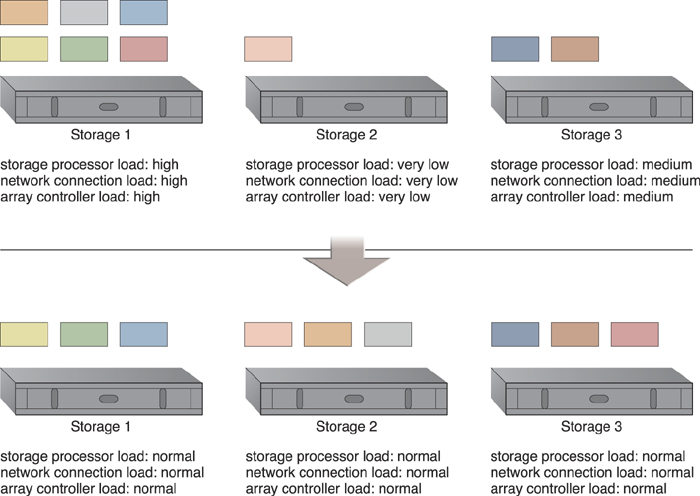 Storage 1
storage processor load: high
network connection load: high
array controller load: high
Storage 2
storage processor load: very low
network connection load: very low
array controller load: very low
Storage 3
storage processor load: medium
network connection load: medium
array controller load: medium
Storage 1
storage processor load: normal
network connection load: normal
array controller load: normal
Storage 2
storage processor load: normal
network connection load: normal
array controller load: normal
Storage 3
storage processor load: normal
network connection load: normal
array controller load: normal